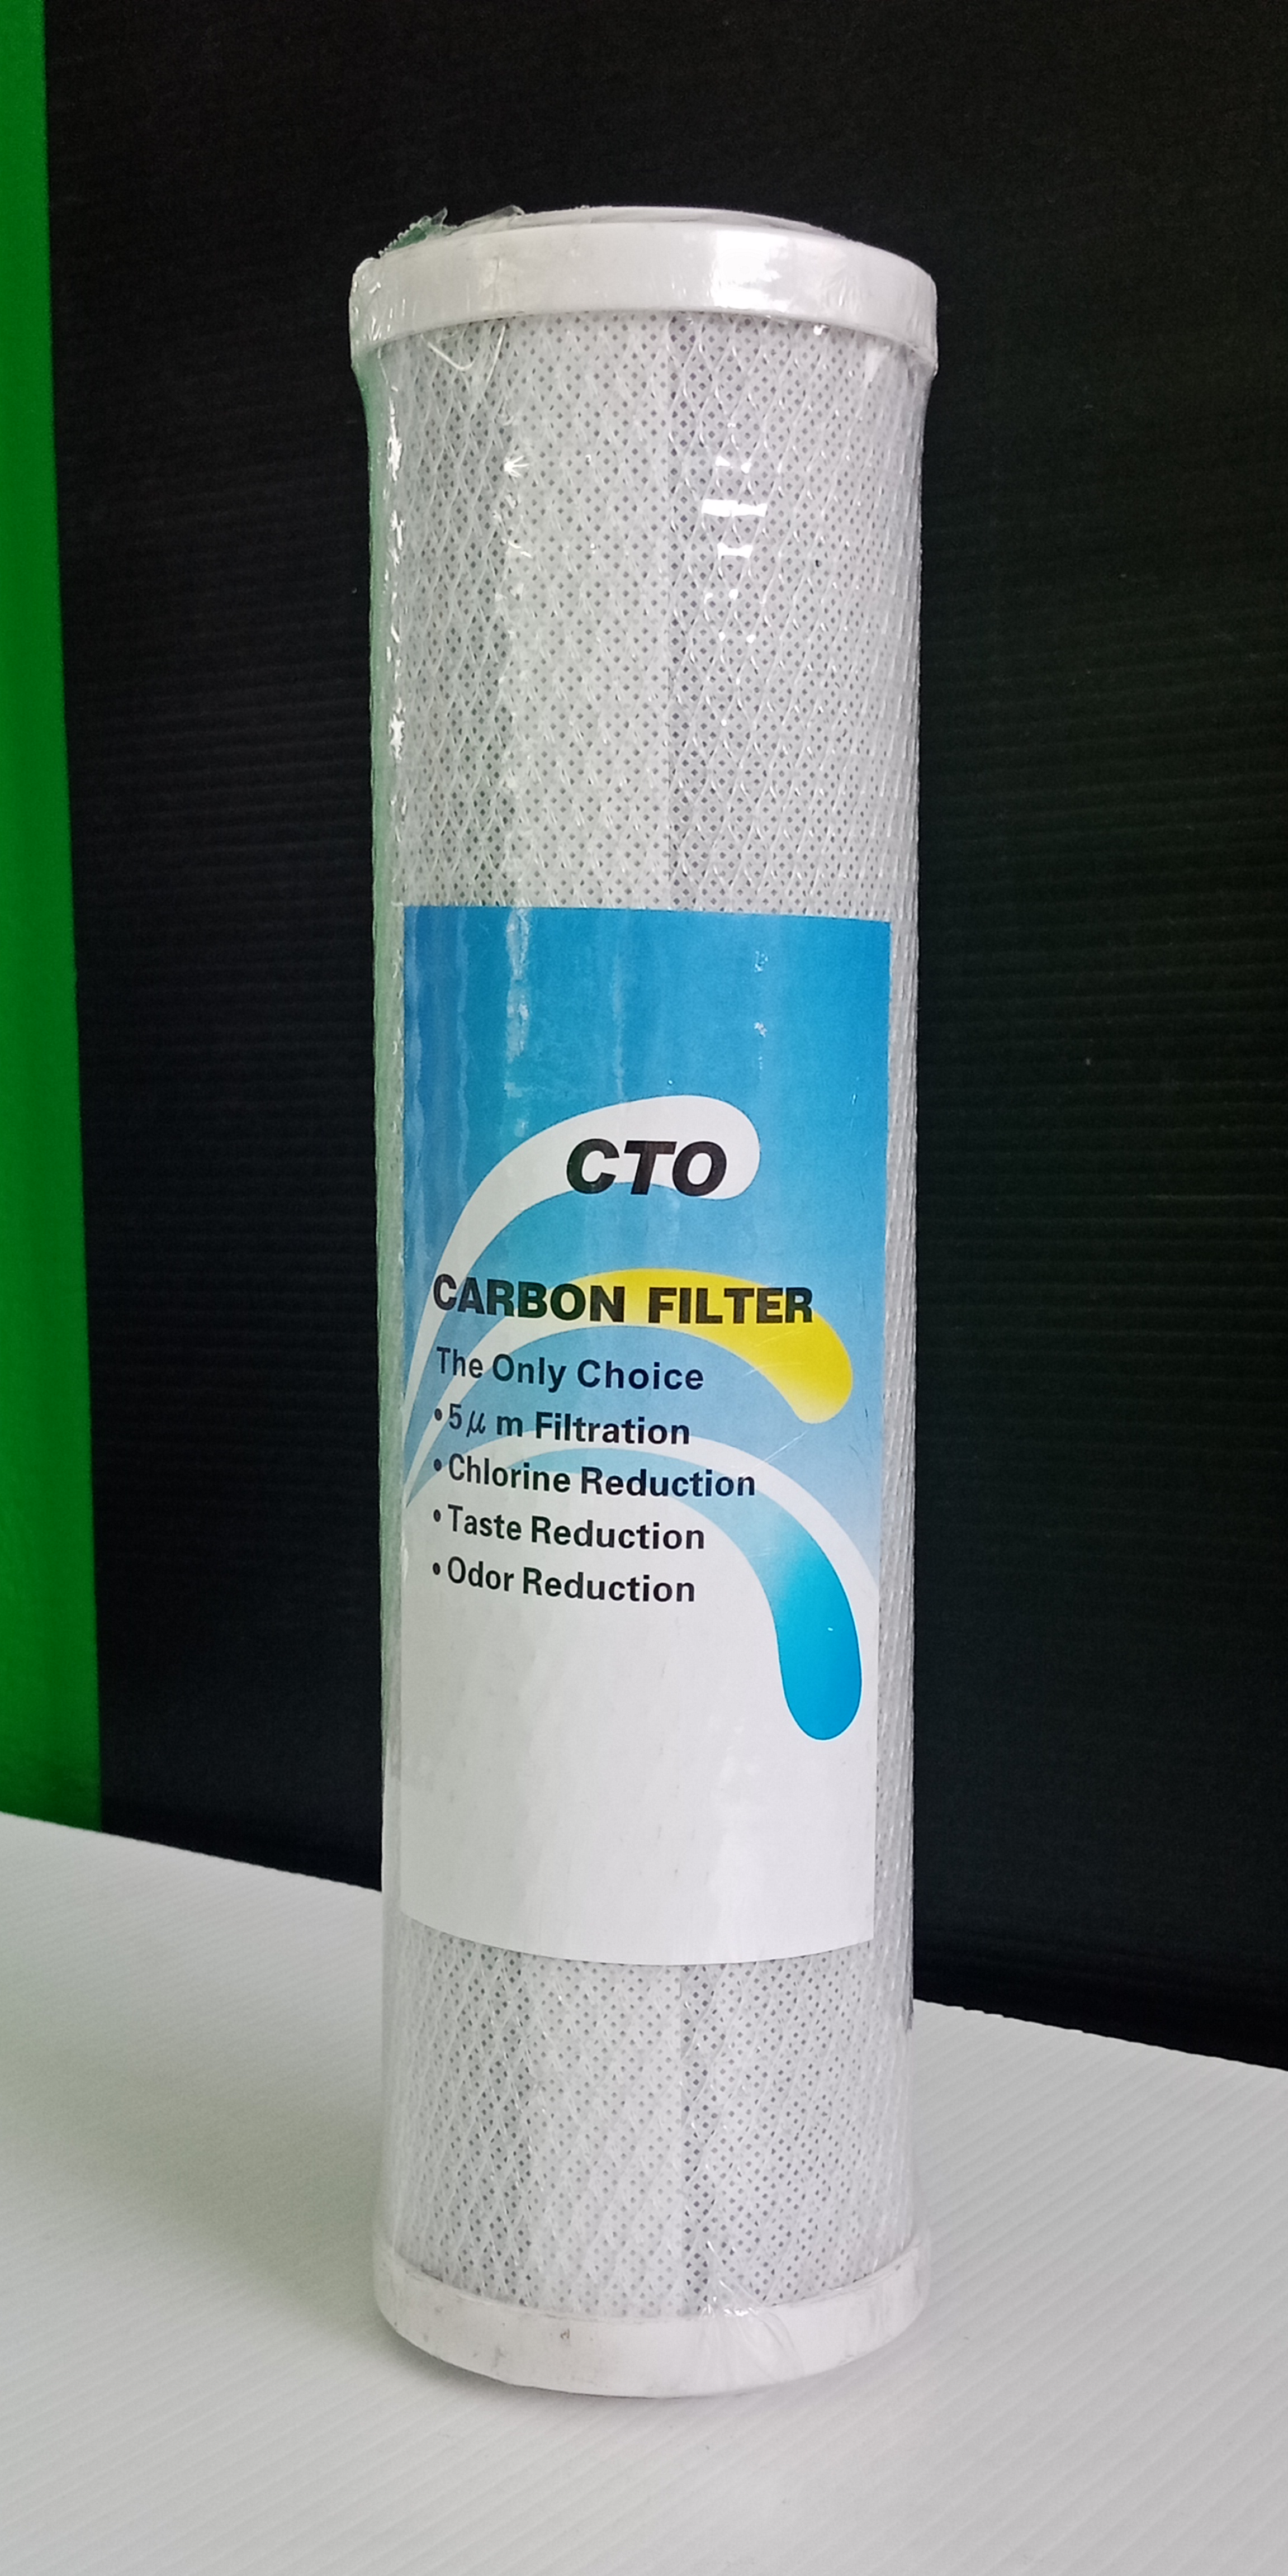 CTO
CARBON FILTER
The Only Choice
• 5μm Filtration
• Chlorine Reduction
• Taste Reduction
• Odor Reduction